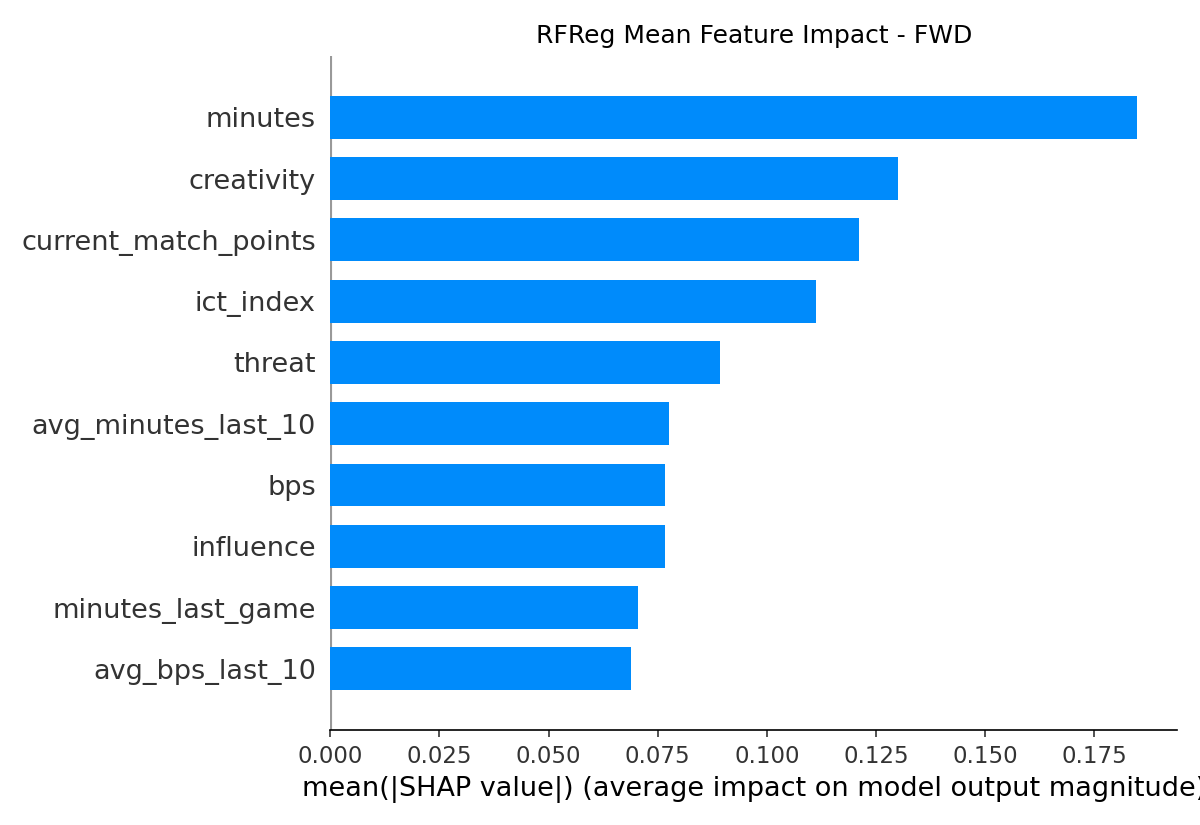 RFReg Mean Feature Impact - FWD
minutes
creativity
current_match_points
ict_index
threat
avg_minutes_last_10
bps
influence
minutes_last_game
avg_bps_last_10
0.000 0.025 0.050 0.075 0.100 0.125 0.150 0.175
mean(|SHAP value|) (average impact on model output magnitude)